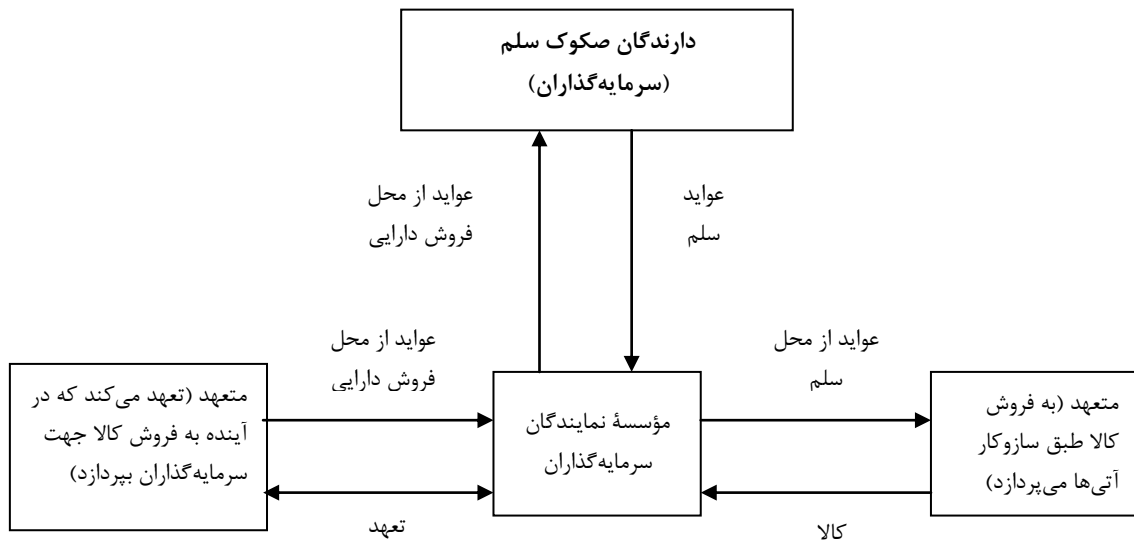 دارندگان صکوک سلم
(سرمایه‌گذاران)
عواید
سلم
عواید از محل
فروش دارایی
عواید از محل
سلم
عواید از محل
فروش دارایی
متعهد (به فروش
کالا طبق سازوکار
آتی‌ها می‌پردازد)
مؤسسهٔ نمایندگان
سرمایه‌گذاران
متعهد (تعهد می‌کند که در
آینده به فروش کالا جهت
سرمایه‌گذاران بپردازد)
کالا
تعهد